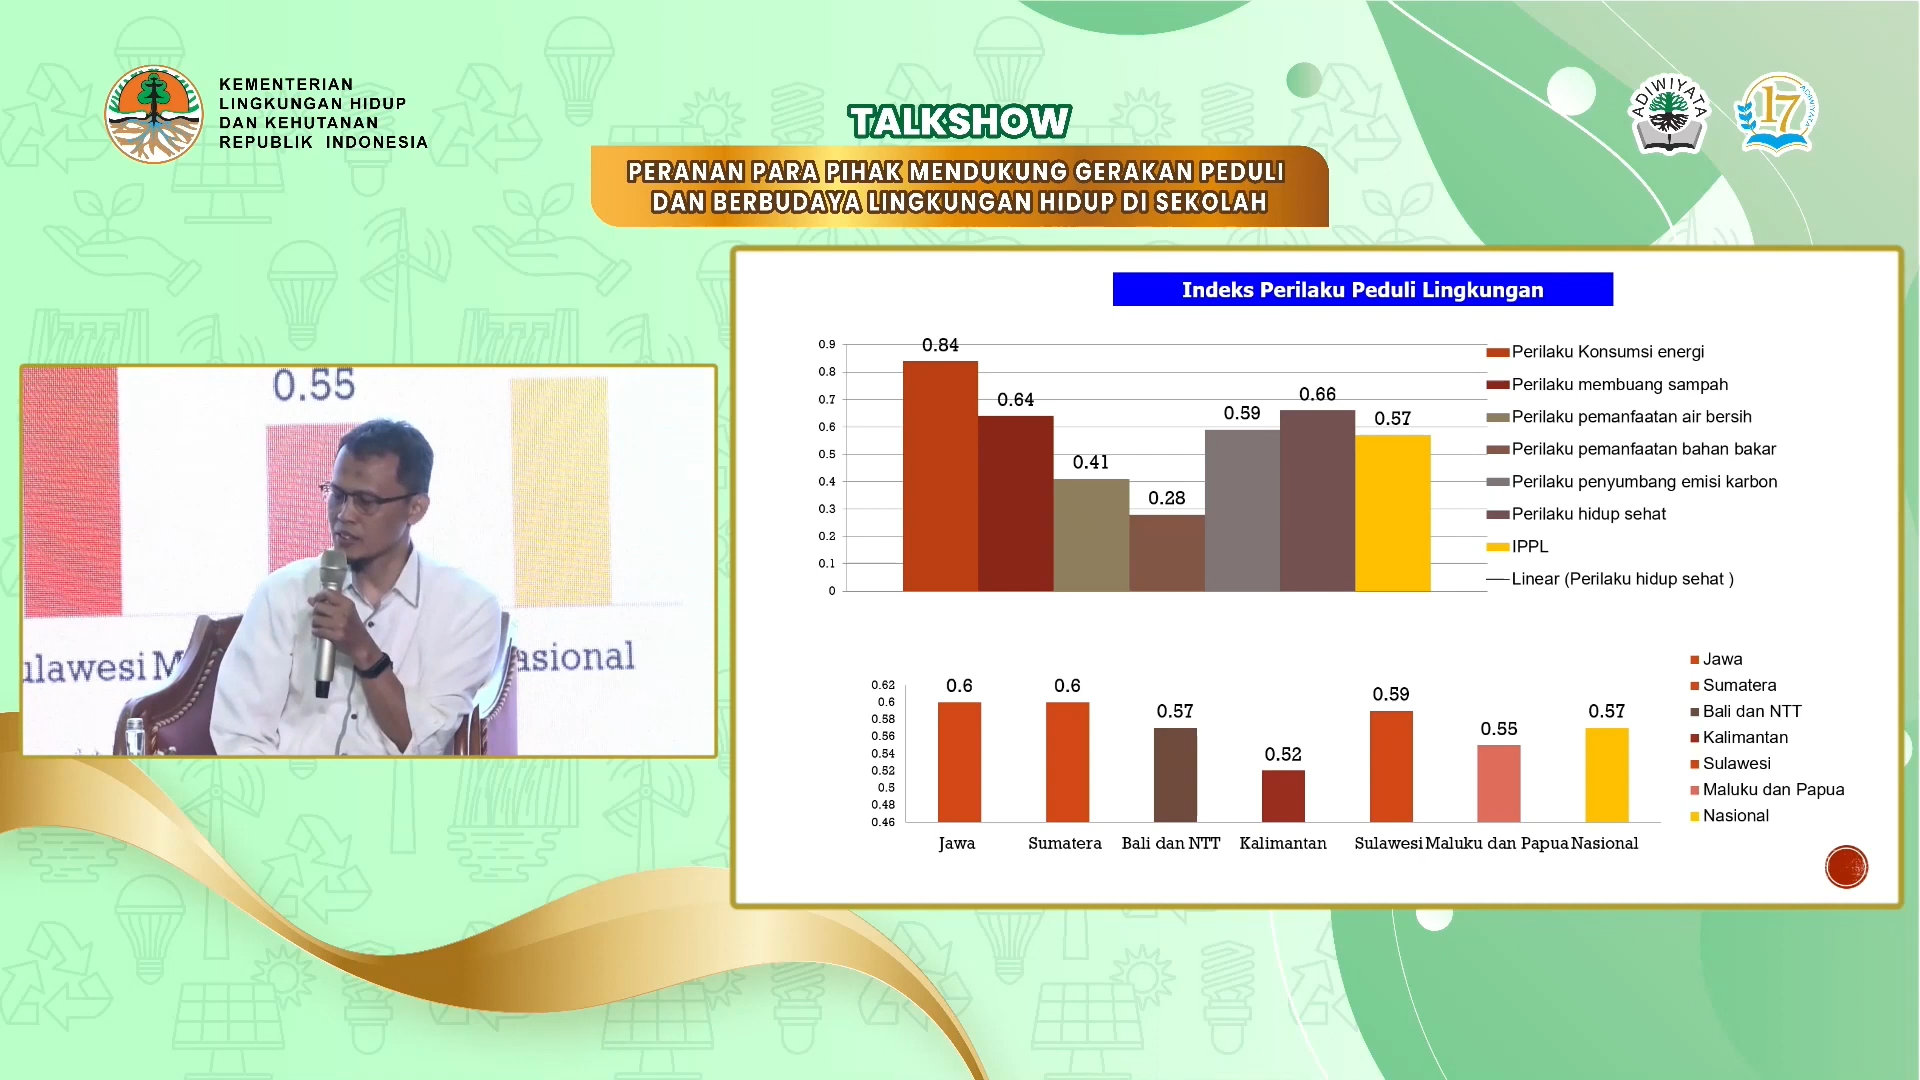 KEMENTERIAN
LINGKUNGAN HIDUP
DAN KEHUTANAN
REPUBLIK INDONESIA
TALKSHOW
PERANAN PARA PIHAK MENDUKUNG GERAKAN PEDULI
DAN BERBUDAYA LINGKUNGAN HIDUP DI SEKOLAH
ADIWIYATA
17
ADIWIYATA
0.55
ulawesi M
asional
Indeks Perilaku Peduli Lingkungan
0.9
0.8
0.7
0.6
0.5
0.4
0.3
0.2
0.1
0
0.84
0.64
0.41
0.28
0.59
0.66
0.57
Perilaku Konsumsi energi
Perilaku membuang sampah
Perilaku pemanfaatan air bersih
Perilaku pemanfaatan bahan bakar
Perilaku penyumbang emisi karbon
Perilaku hidup sehat
IPPL
Linear (Perilaku hidup sehat )
0.62
0.6
0.58
0.56
0.54
0.52
0.5
0.48
0.46
0.6
0.6
0.57
0.52
0.59
0.55
0.57
Jawa
Sumatera
Bali dan NTT
Kalimantan
Sulawesi
Maluku dan Papua
Nasional
Jawa
Sumatera
Bali dan NTT
Kalimantan
Sulawesi
Maluku dan Papua
Nasional